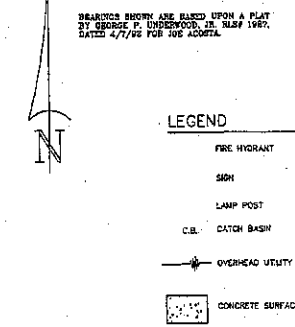 BEARINGS SHOWN ARE BASED UPON A PLAT
BY GEORGE P. UNDERWOOD, JR. RLS# 1987,
DATED 4/7/92 FOR JOE ACOSTA.
N
LEGEND
FIRE HYDRANT
SIGN
LAMP POST
C.B. CATCH BASIN
OVERHEAD UTILITY
CONCRETE SURFAC